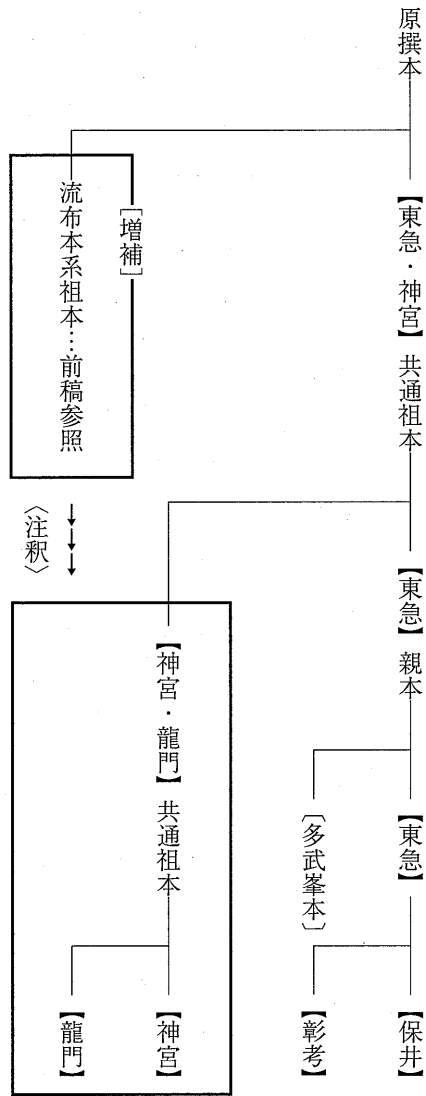 原撰本
【東急・神宮】共通祖本
【東急】親本
【東急】
【保井】
〔多武峯本〕
【彰考】
【神宮・龍門】共通祖本
【神宮】
【龍門】
［増補］
流布本系祖本…前稿参照
〈注釈〉